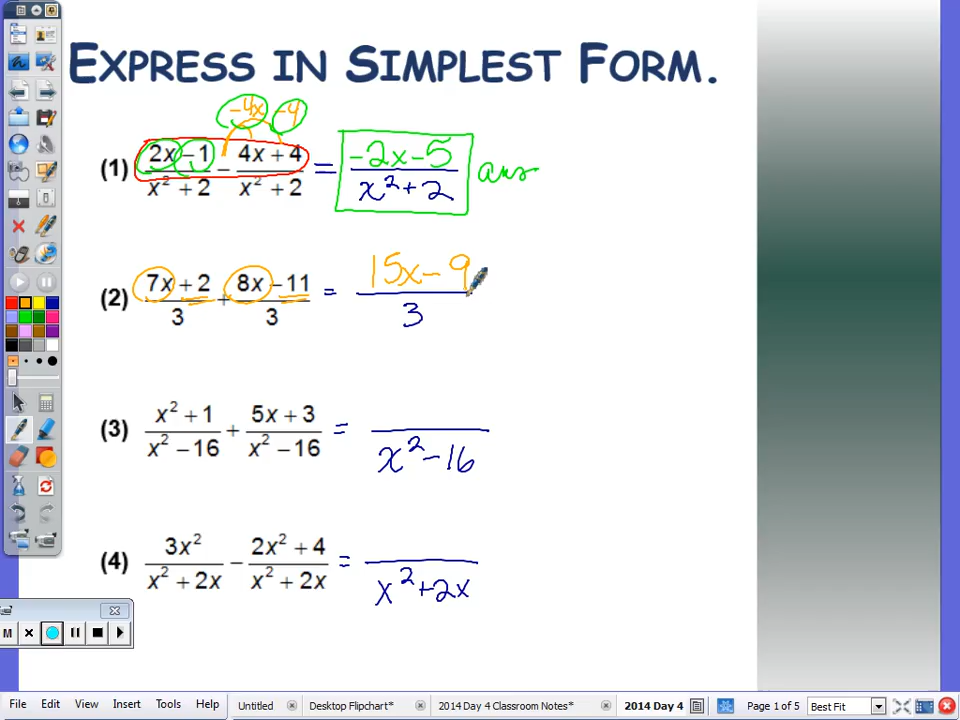 EXPRESS IN SIMPLEST FORM.
-4x -4
(1) 2x - 1 / x² + 2 - 4x + 4 / x² + 2 = -2x - 5 / x² + 2 ans
(2) 7x + 2 / 3 + 8x - 11 / 3 = 15x - 9 / 3
(3) x² + 1 / x² - 16 + 5x + 3 / x² - 16 = / x² - 16
(4) 3x² / x² + 2x - 2x² + 4 / x² + 2x = / x² + 2x
M
File Edit View Insert Tools Help Untitled Desktop Flipchart* 2014 Day 4 Classroom Notes* 2014 Day 4 Page 1 of 5 Best Fit